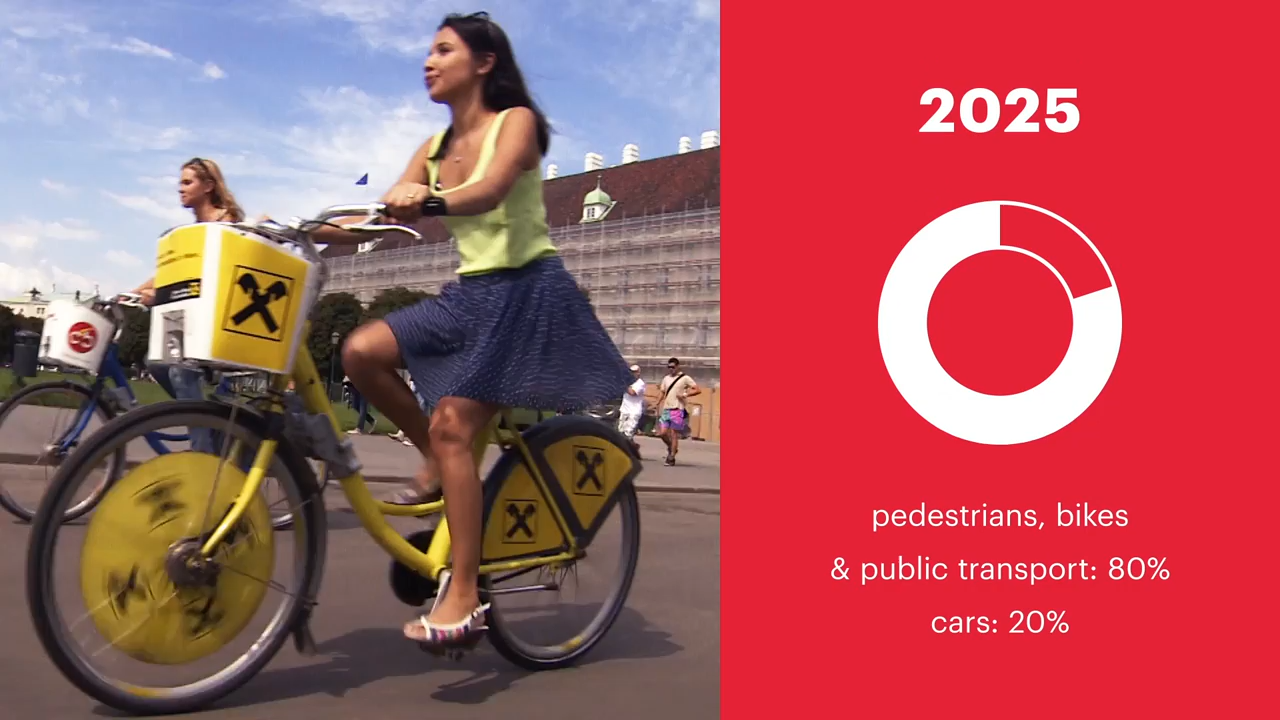 2025
pedestrians, bikes
& public transport: 80%
cars: 20%